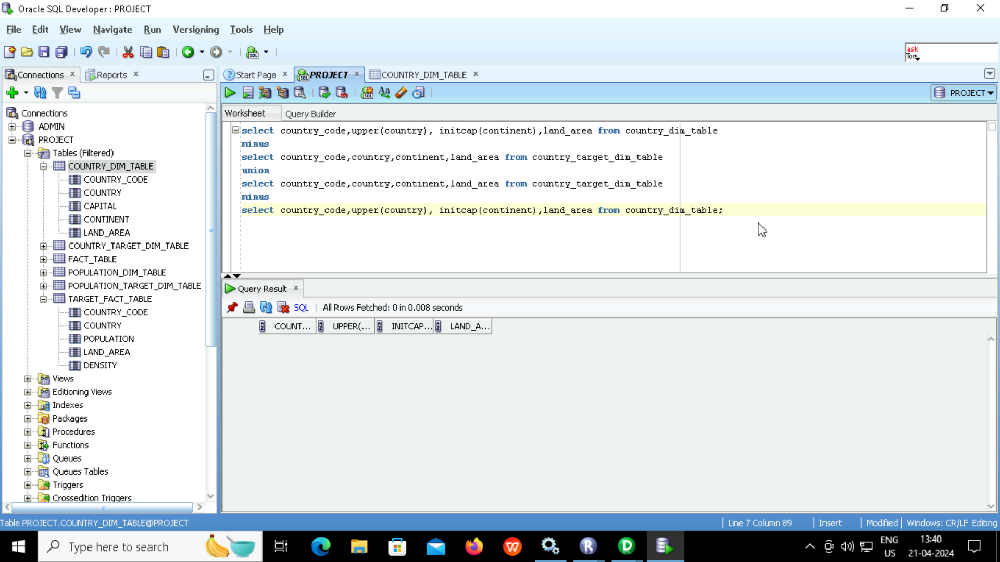 Oracle SQL Developer : PROJECT
File Edit View Navigate Run Versioning Tools Help
ask
Tom
Connections x Reports x
Start Page x PROJECT x COUNTRY_DIM_TABLE x
PROJECT
Worksheet Query Builder
Connections
ADMIN
PROJECT
Tables (Filtered)
COUNTRY_DIM_TABLE
COUNTRY_CODE
COUNTRY
CAPITAL
CONTINENT
LAND_AREA
COUNTRY_TARGET_DIM_TABLE
FACT_TABLE
POPULATION_DIM_TABLE
POPULATION_TARGET_DIM_TABLE
TARGET_FACT_TABLE
COUNTRY_CODE
COUNTRY
POPULATION
LAND_AREA
DENSITY
Views
Editioning Views
Indexes
Packages
Procedures
Functions
Queues
Queues Tables
Triggers
Crossedition Triggers
select country_code,upper(country), initcap(continent),land_area from country_dim_table
minus
select country_code,country,continent,land_area from country_target_dim_table
union
select country_code,country,continent,land_area from country_target_dim_table
minus
select country_code,upper(country), initcap(continent),land_area from country_dim_table;
Query Result x
SQL | All Rows Fetched: 0 in 0.008 seconds
COUNT... UPPER(... INITCAP... LAND_A...
Table PROJECT.COUNTRY_DIM_TABLE@PROJECT
Line 7 Column 89 | Insert | Modified | Windows: CR/LF Editing
Type here to search
ENG
US
13:40
21-04-2024